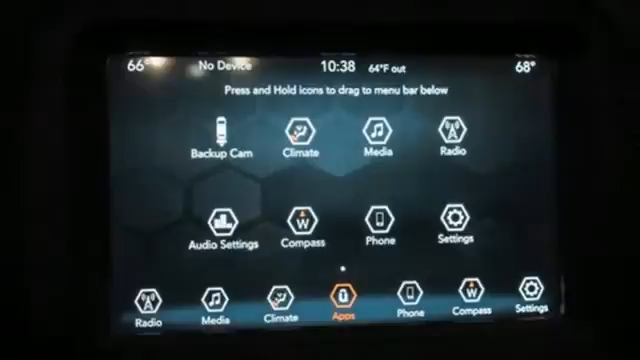 66° No Device 10:38 64°F out 68°
Press and Hold icons to drag to menu bar below
Backup Cam Climate Media Radio
W
Audio Settings Compass Phone Settings
W
Radio Media Climate Apps Phone Compass Settings